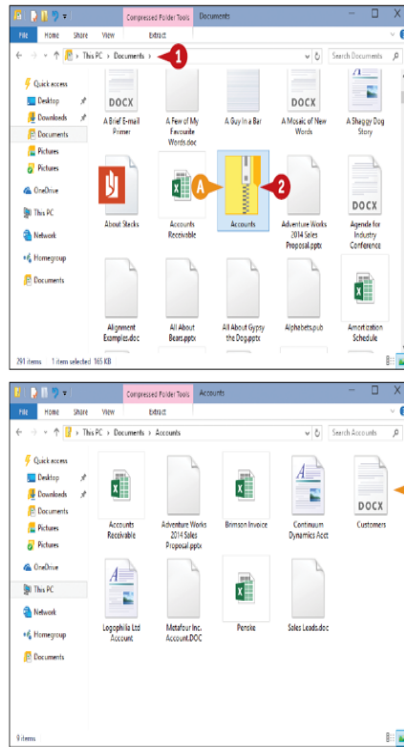 Compressed Folder Tools Documents
File Home Share View Extract
This PC › Documents ›
1
Search Documents
Quick access
Desktop
Downloads
Documents
Pictures
Pictures
OneDrive
This PC
Network
Homegroup
Documents
DOCX
DOCX
A Brief E-mail Primer
A Few of My Favourite Words.doc
A Guy In a Bar
A Mosaic of New Words
A Shaggy Dog Story
A
2
DOCX
About Stacks
Accounts Receivable
Accounts
Adventure Works 2014 Sales Proposal.pptx
Agenda for Industry Conference
Alignment Examples.doc
All About Bears.pptx
All About Gypsy the Dog.pptx
Alphabets.pub
Amortization Schedule
291 items 1 item selected 165 KB
Compressed Folder Tools Accounts
File Home Share View Extract
This PC › Documents › Accounts
Search Accounts
Quick access
Desktop
Downloads
Documents
Pictures
Pictures
OneDrive
This PC
Network
Homegroup
Documents
DOCX
Accounts Receivable
Adventure Works 2014 Sales Proposal.pptx
Brimson Invoice
Continuum Dynamics Acct
Customers
Logophilia Ltd Account
Metafour Inc. Account.DOC
Penske
Sales Leads.doc
9 items